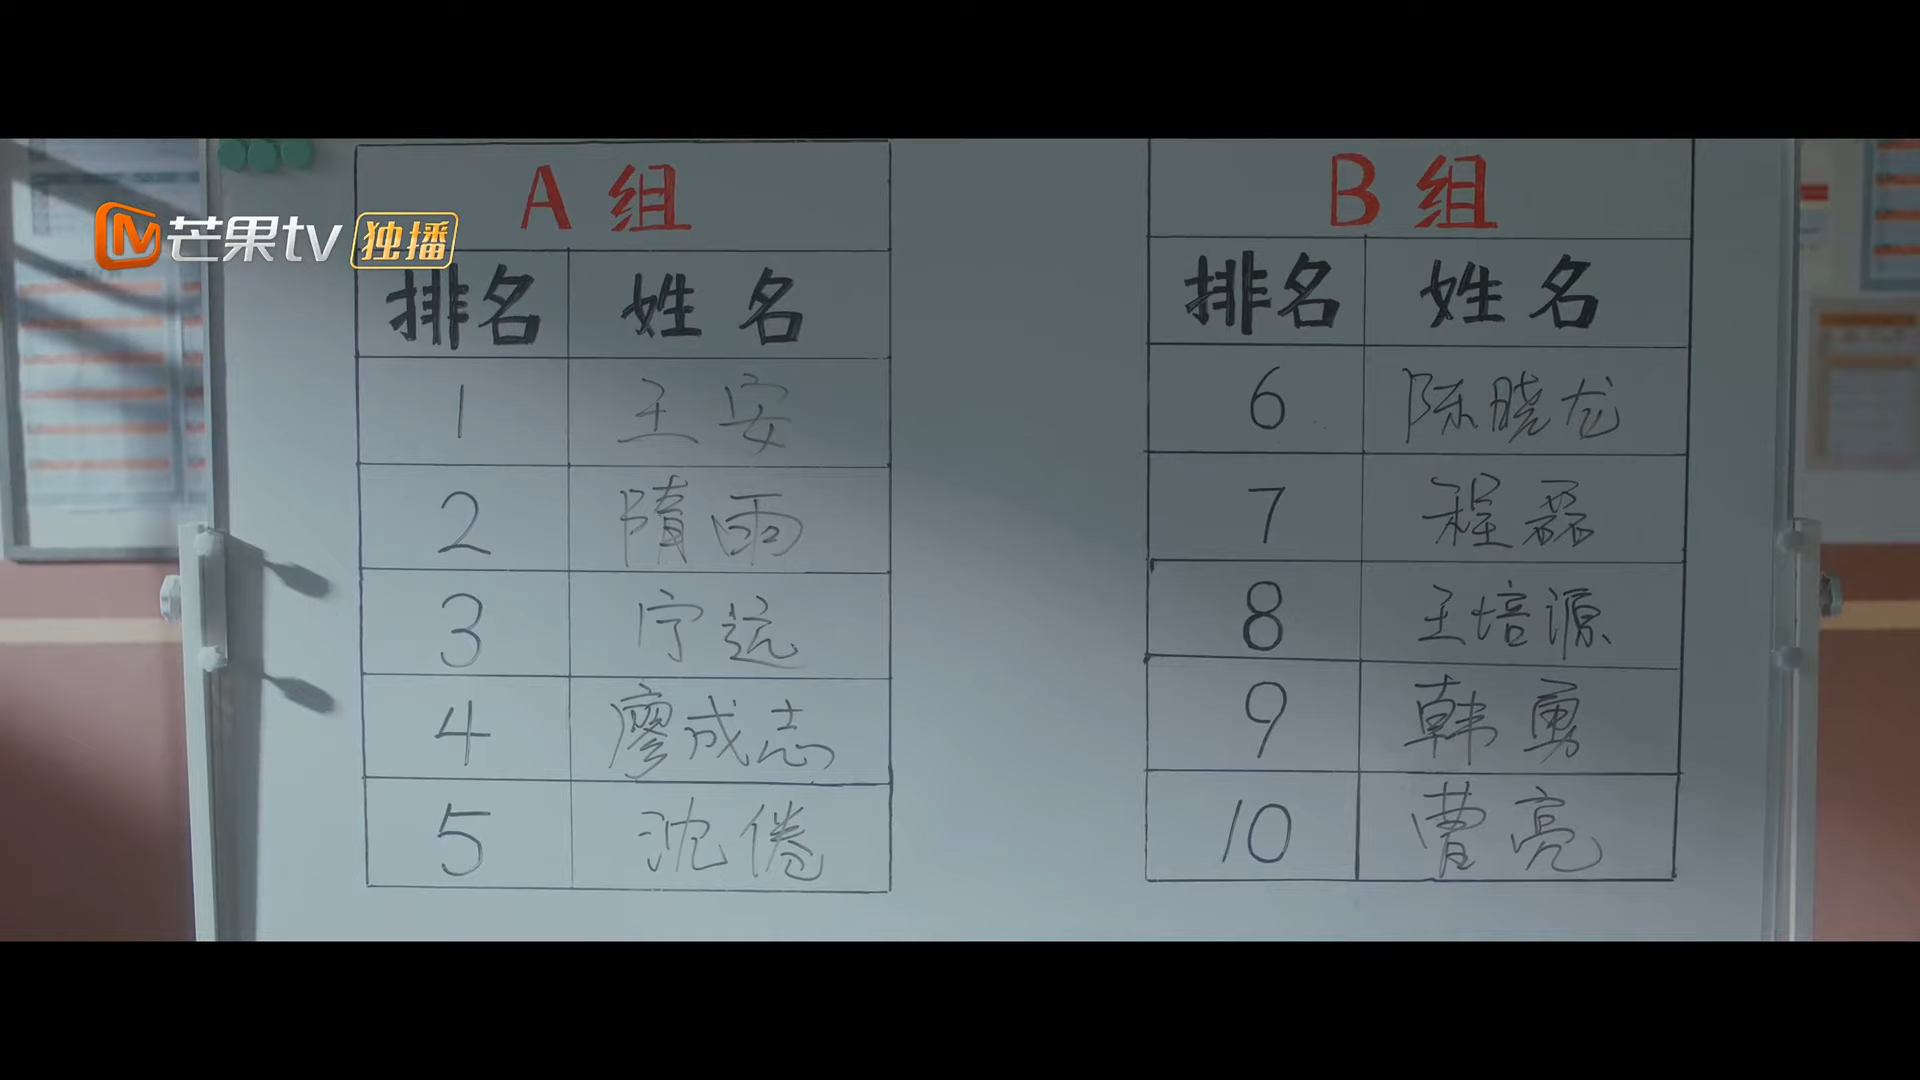 芒果tv 独播
A 组
排名 姓名
1 王安
2 隋雨
3 宁远
4 廖成志
5 沈倦
B 组
排名 姓名
6 陈晓龙
7 程磊
8 王培源
9 韩勇
10 曹亮